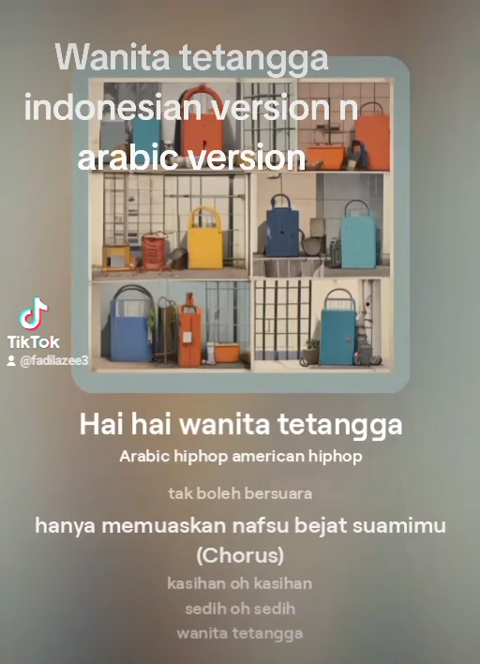 Wanita tetangga
indonesian version n
arabic version
TikTok
@fadilazee3
Hai hai wanita tetangga
Arabic hiphop american hiphop
tak boleh bersuara
hanya memuaskan nafsu bejat suamimu
(Chorus)
kasihan oh kasihan
sedih oh sedih
wanita tetangga